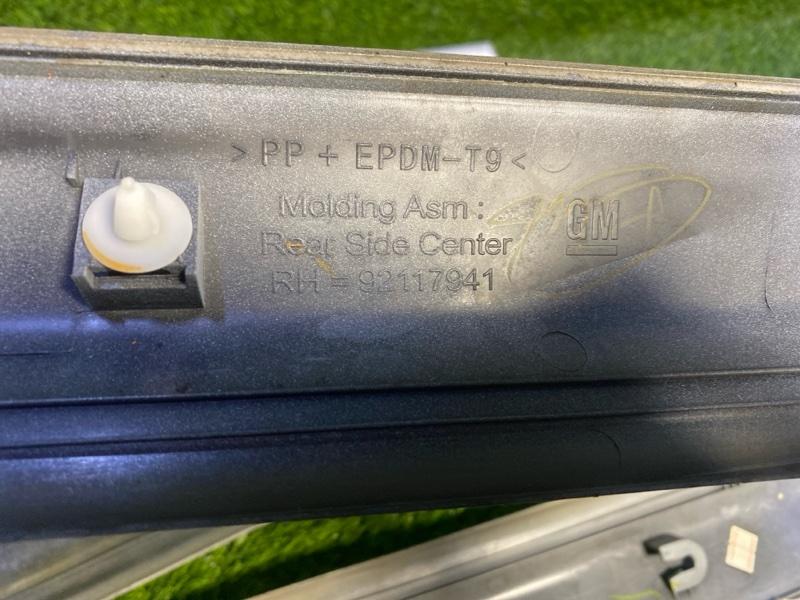 >PP + EPDM-T9<
Molding Asm :
Rear Side Center
RH = 92117941
GM